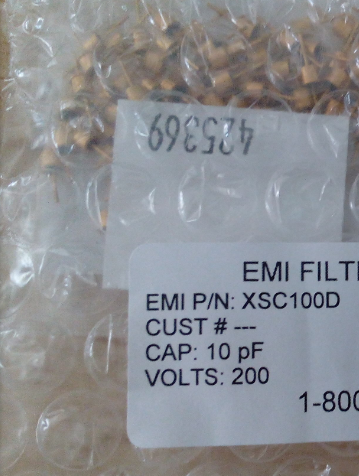 425369
EMI FILT
EMI P/N: XSC100D
CUST # ---
CAP: 10 pF
VOLTS: 200
1-800